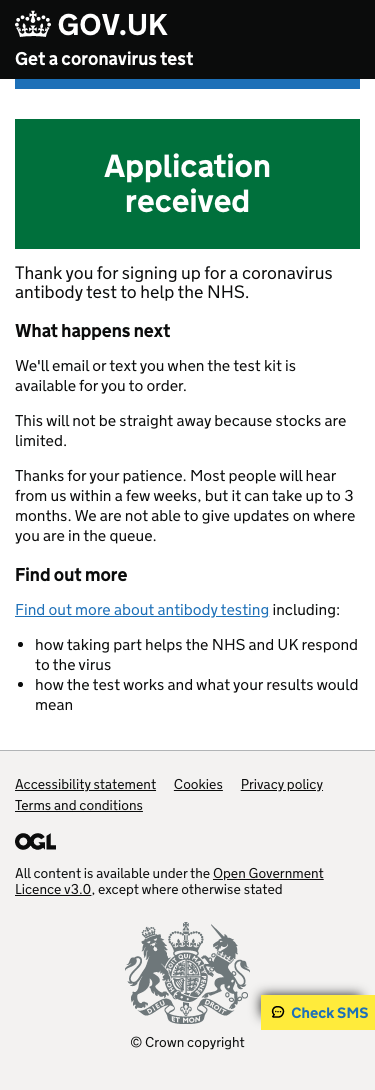 GOV.UK
Get a coronavirus test
Application
received
Thank you for signing up for a coronavirus
antibody test to help the NHS.
What happens next
We'll email or text you when the test kit is
available for you to order.
This will not be straight away because stocks are
limited.
Thanks for your patience. Most people will hear
from us within a few weeks, but it can take up to 3
months. We are not able to give updates on where
you are in the queue.
Find out more
Find out more about antibody testing including:
• how taking part helps the NHS and UK respond
to the virus
• how the test works and what your results would
mean
Accessibility statement Cookies Privacy policy
Terms and conditions
OGL
All content is available under the Open Government
Licence v3.0, except where otherwise stated
DIEU ET MON
Check SMS
© Crown copyright